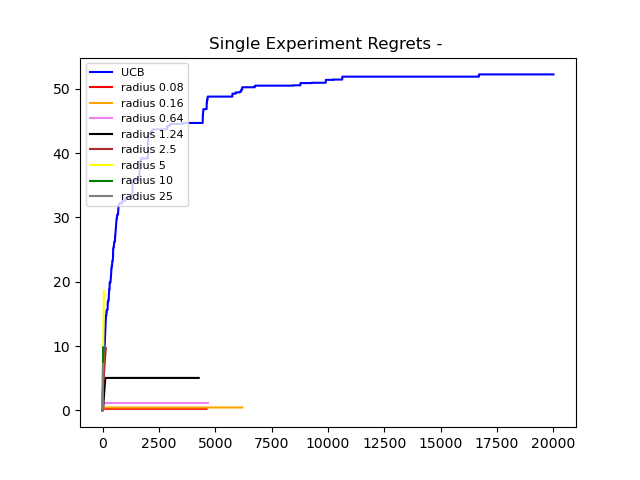 Single Experiment Regrets -
UCB
radius 0.08
radius 0.16
radius 0.64
radius 1.24
radius 2.5
radius 5
radius 10
radius 25
50
40
30
20
10
0
0 2500 5000 7500 10000 12500 15000 17500 20000